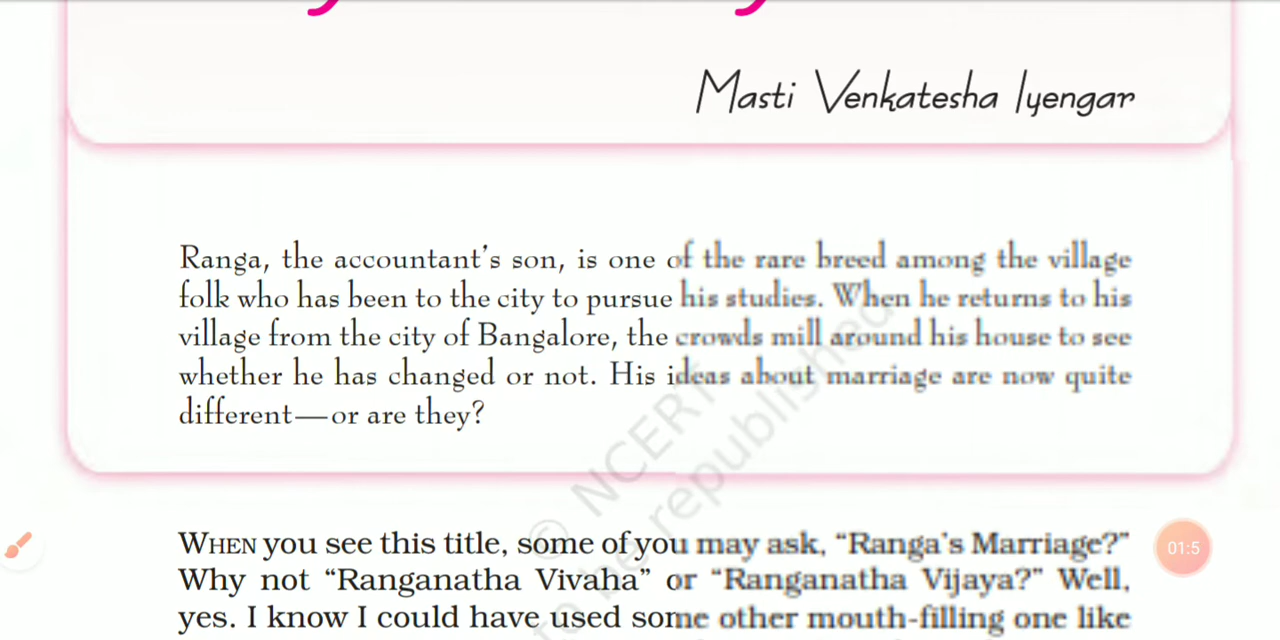 Masti Venkatesha Iyengar
Ranga, the accountant's son, is one of the rare breed among the village
folk who has been to the city to pursue his studies. When he returns to his
village from the city of Bangalore, the crowds mill around his house to see
whether he has changed or not. His ideas about marriage are now quite
different—or are they?
© NCERT
to be republished
WHEN you see this title, some of you may ask, “Ranga's Marriage?”
Why not “Ranganatha Vivaha” or “Ranganatha Vijaya?” Well,
yes. I know I could have used some other mouth-filling one like
01:5